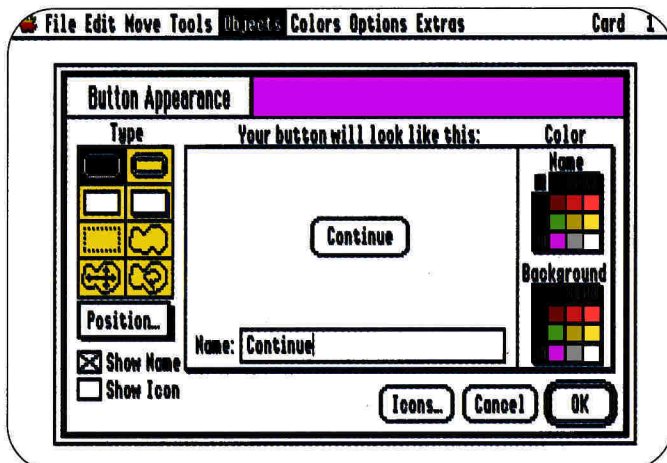 File Edit Move Tools Objects Colors Options Extras Card 1
Button Appearance
Type Your button will look like this: Color
Name
Continue
Background
Position…
Name: Continue
Show Name
Show Icon
Icons… Cancel OK